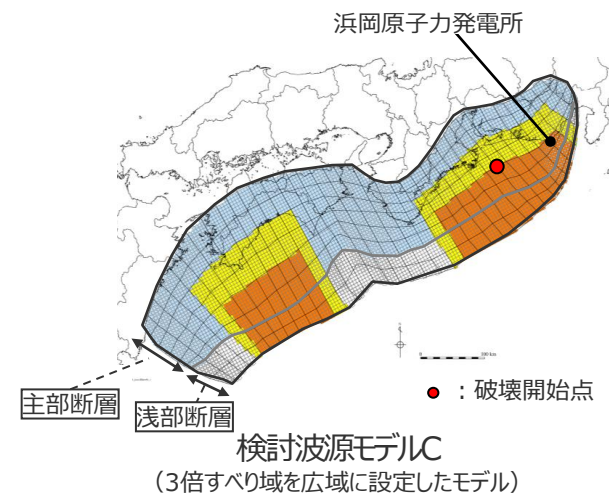 浜岡原子力発電所
主部断層
浅部断層
：破壊開始点
検討波源モデルC
（3倍すべり域を広域に設定したモデル）